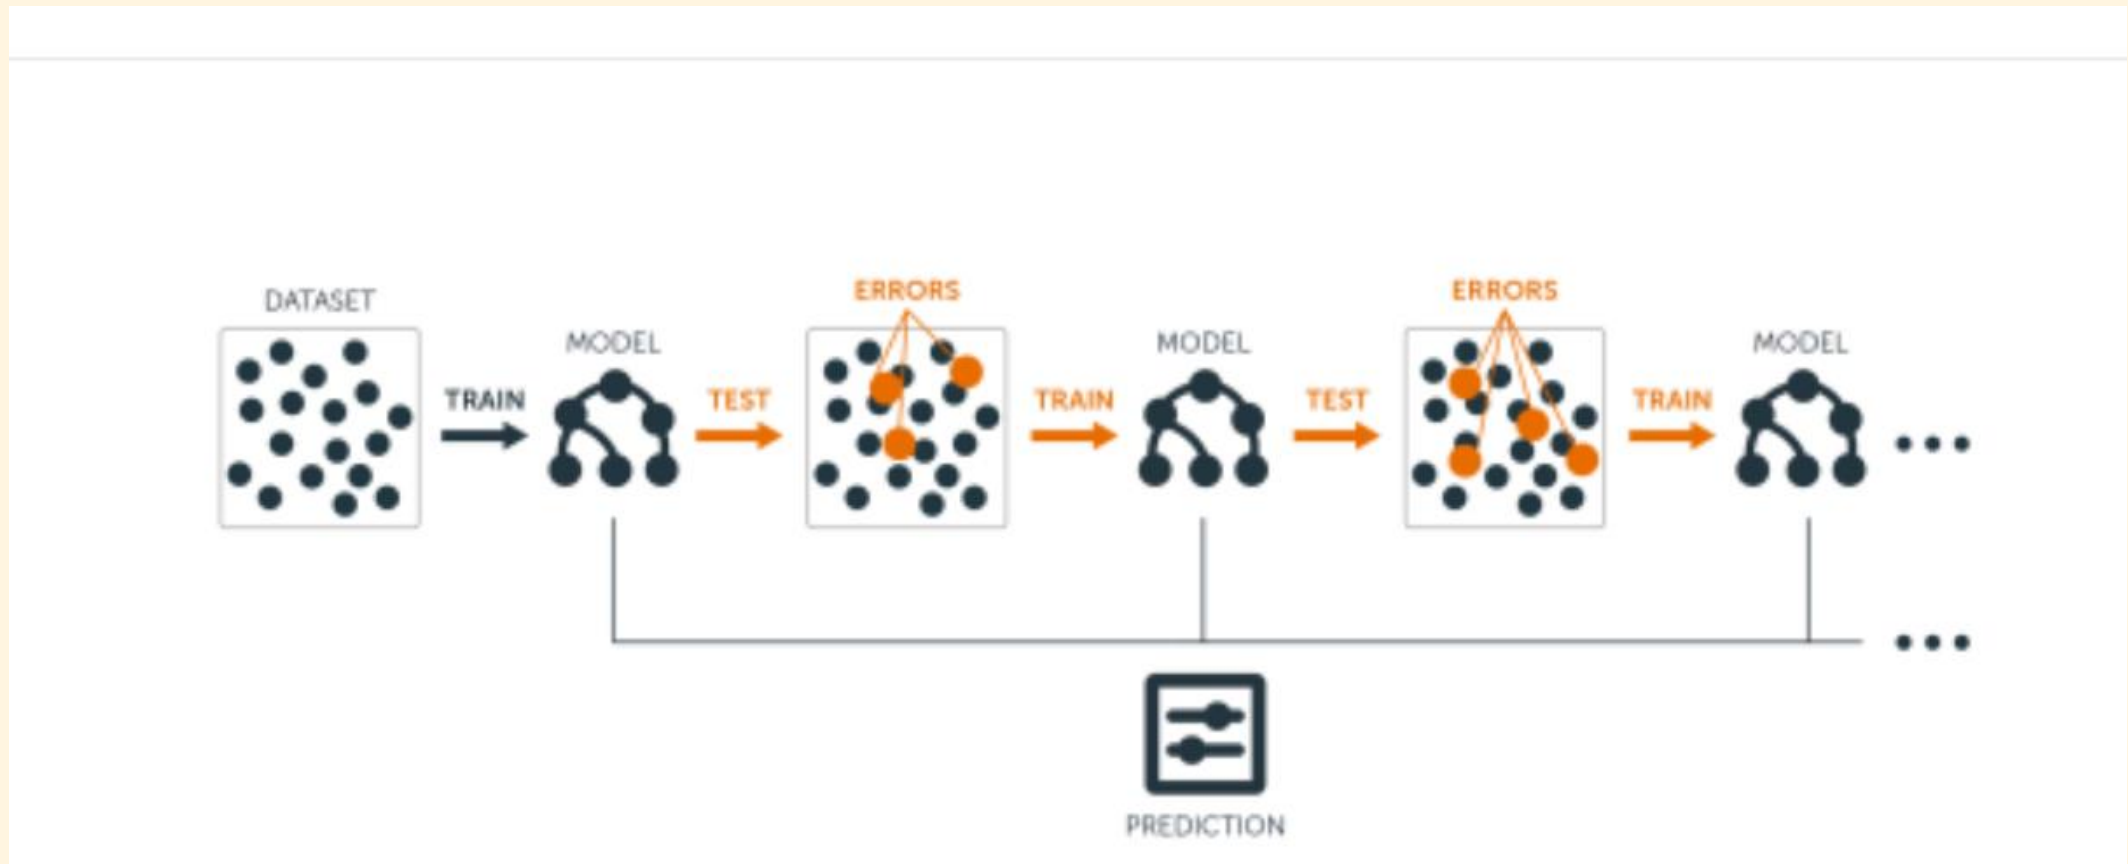 DATASET
TRAIN
MODEL
TEST
ERRORS
TRAIN
MODEL
TEST
ERRORS
TRAIN
MODEL
PREDICTION